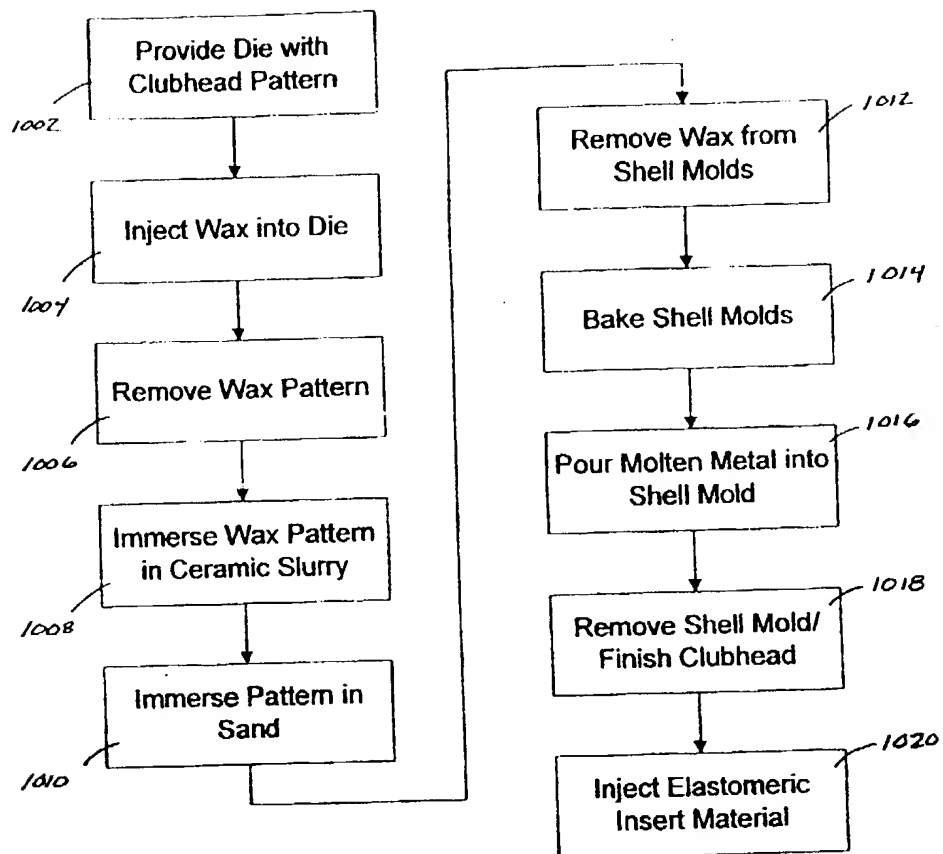 Provide Die with
Clubhead Pattern
1002
Inject Wax into Die
1004
Remove Wax Pattern
1006
Immerse Wax Pattern
in Ceramic Slurry
1008
Immerse Pattern in
Sand
1010
1012
Remove Wax from
Shell Molds
1014
Bake Shell Molds
1016
Pour Molten Metal into
Shell Mold
1018
Remove Shell Mold/
Finish Clubhead
1020
Inject Elastomeric
Insert Material